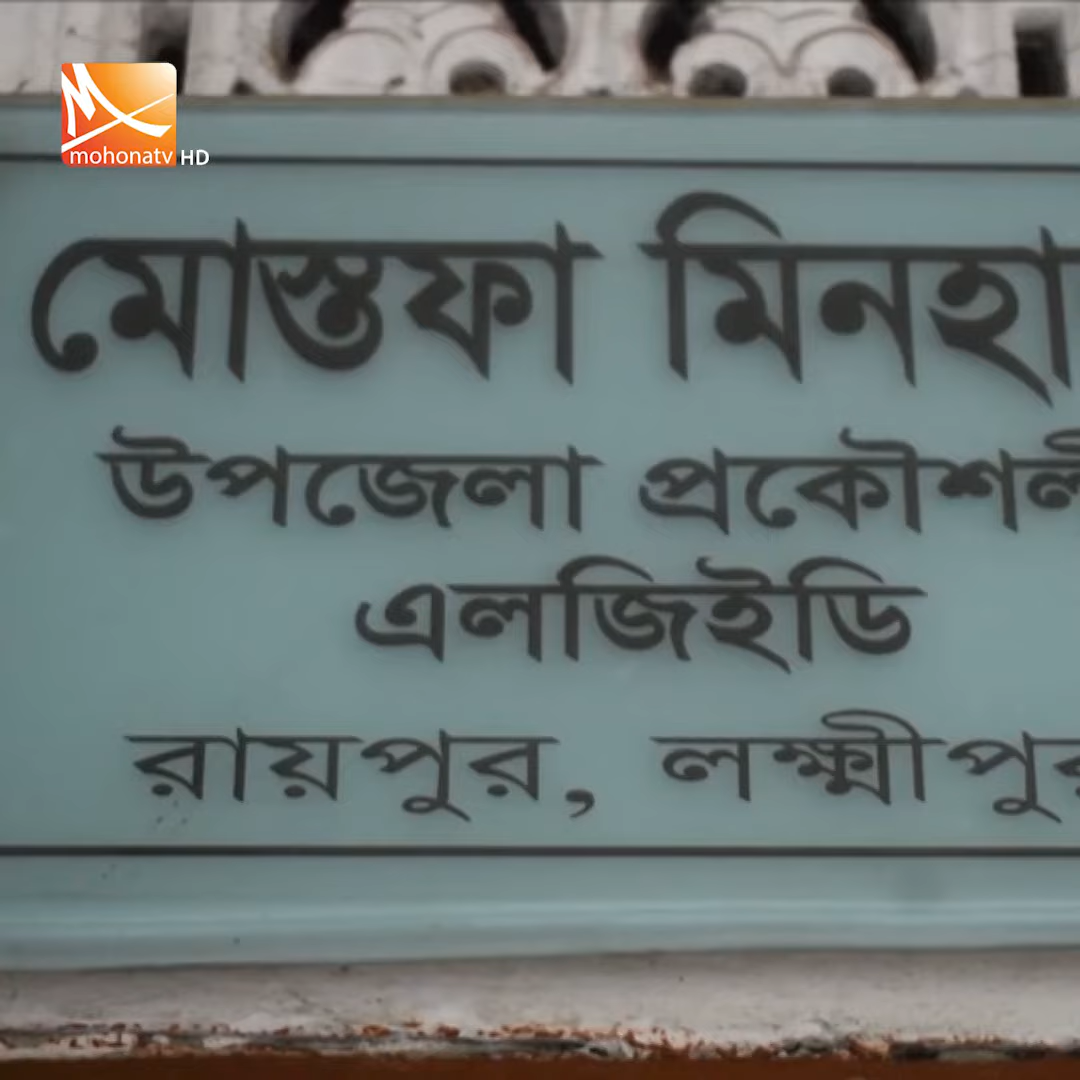 mohonatv HD
মোস্তফা মিনহা
উপজেলা প্রকৌশলী
এলজিইডি
রায়পুর, লক্ষ্মীপুর